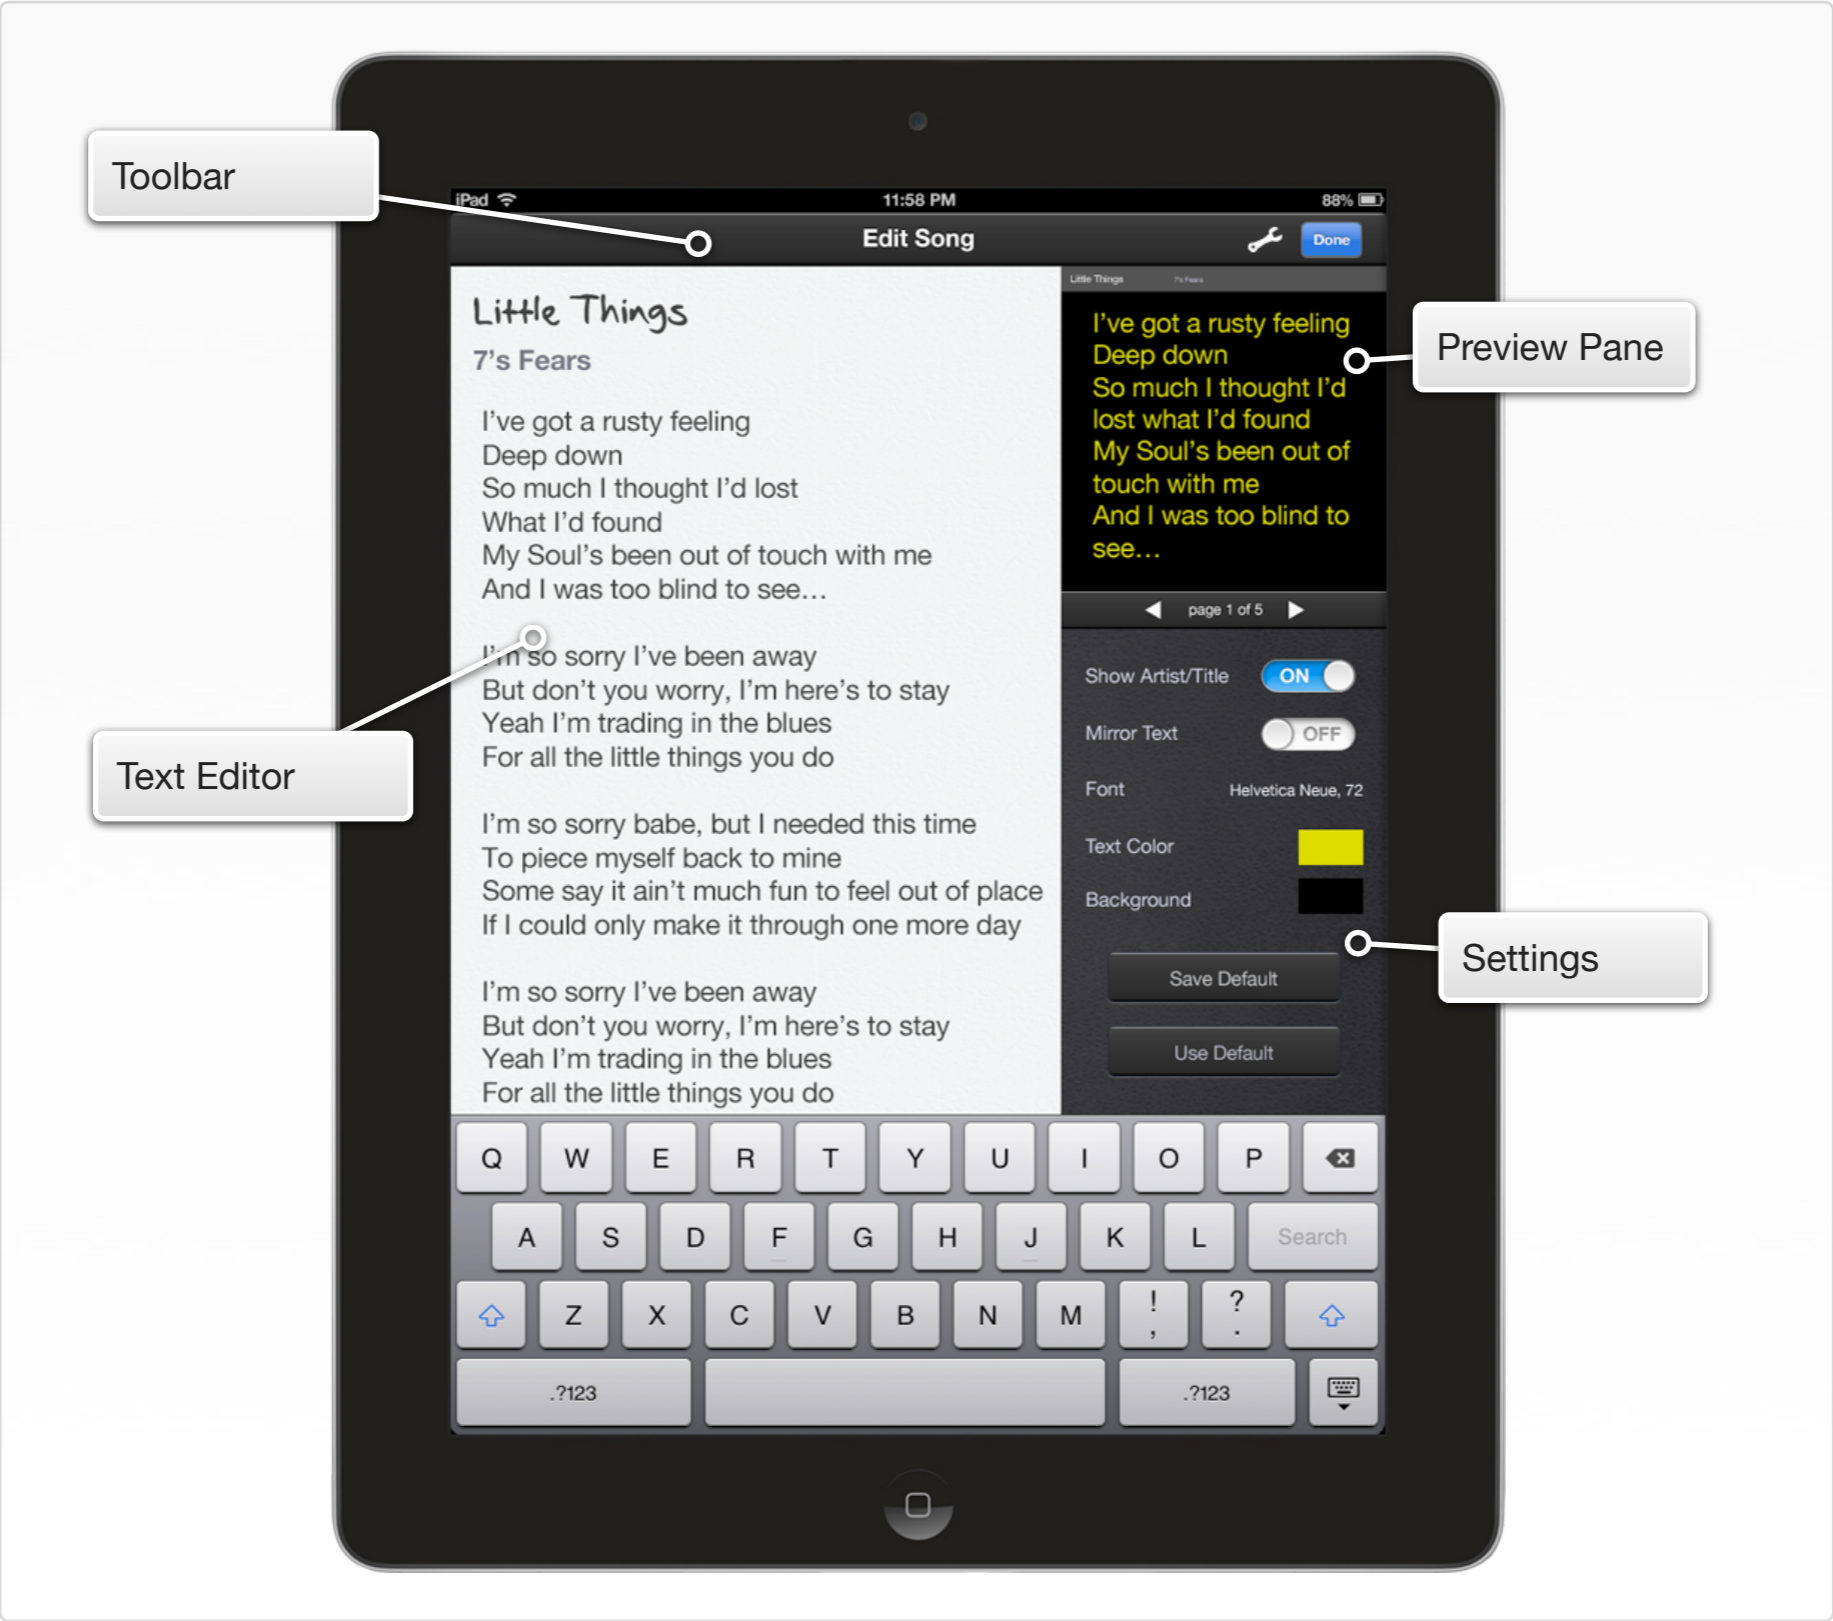 Toolbar
iPad
11:58 PM
88%
Edit Song
Done
Little Things
7's Fears
I've got a rusty feeling
Deep down
So much I thought I'd lost
What I'd found
My Soul's been out of touch with me
And I was too blind to see...
I'm so sorry I've been away
But don't you worry, I'm here's to stay
Yeah I'm trading in the blues
For all the little things you do
I'm so sorry babe, but I needed this time
To piece myself back to mine
Some say it ain't much fun to feel out of place
If I could only make it through one more day
I'm so sorry I've been away
But don't you worry, I'm here's to stay
Yeah I'm trading in the blues
For all the little things you do
Text Editor
Little Things 7's Fears
I've got a rusty feeling
Deep down
So much I thought I'd
lost what I'd found
My Soul's been out of
touch with me
And I was too blind to
see...
Preview Pane
page 1 of 5
Show Artist/Title ON
Mirror Text OFF
Font Helvetica Neue, 72
Text Color
Background
Settings
Save Default
Use Default
Q W E R T Y U I O P
A S D F G H J K L Search
Z X C V B N M ! , ? .
.?123 .?123